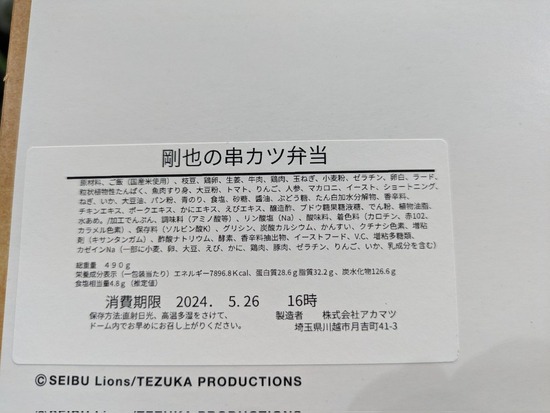 剛也の串カツ弁当
原材料、ご飯(国産米使用)、枝豆、鶏卵、生姜、牛肉、鶏肉、玉ねぎ、小麦粉、ゼラチン、卵白、ラード、
粒状植物性たんぱく、魚肉すり身、大豆粉、トマト、りんご、人参、マカロニ、イースト、ショートニング、
ねぎ、いか、大豆油、パン粉、青のり、食塩、砂糖、醤油、ぶどう糖、たん白加水分解物、香辛料、
チキンエキス、ポークエキス、かにエキス、えびエキス、醸造酢、ブドウ糖果糖液糖、でん粉、植物油脂、
水あめ、/加工でんぷん、調味料(アミノ酸等)、リン酸塩(Na)、酸味料、着色料(カロチン、赤102、
カラメル色素)、保存料(ソルビン酸K)、グリシン、炭酸カルシウム、かんすい、クチナシ色素、増粘
剤(キサンタンガム)、酢酸ナトリウム、酵素、香辛料抽出物、イーストフード、V.C、増粘多糖類、
カゼインNa(一部に小麦、卵、大豆、えび、かに、鶏肉、豚肉、ゼラチン、りんご、いか、乳成分を含む)
総重量 490g
栄養成分表示(一包装当たり)エネルギー7896.8Kcal、蛋白質28.6g脂質32.2g、炭水化物126.6g
食塩相当量4.8g(推定値)
消費期限 2024. 5.26 16時
保存方法:直射日光、高温多湿をさけて、
ドーム内でお早めにお召し上がりください。
製造者 株式会社アカマツ
埼玉県川越市月吉町41-3
©SEIBU Lions/TEZUKA PRODUCTIONS